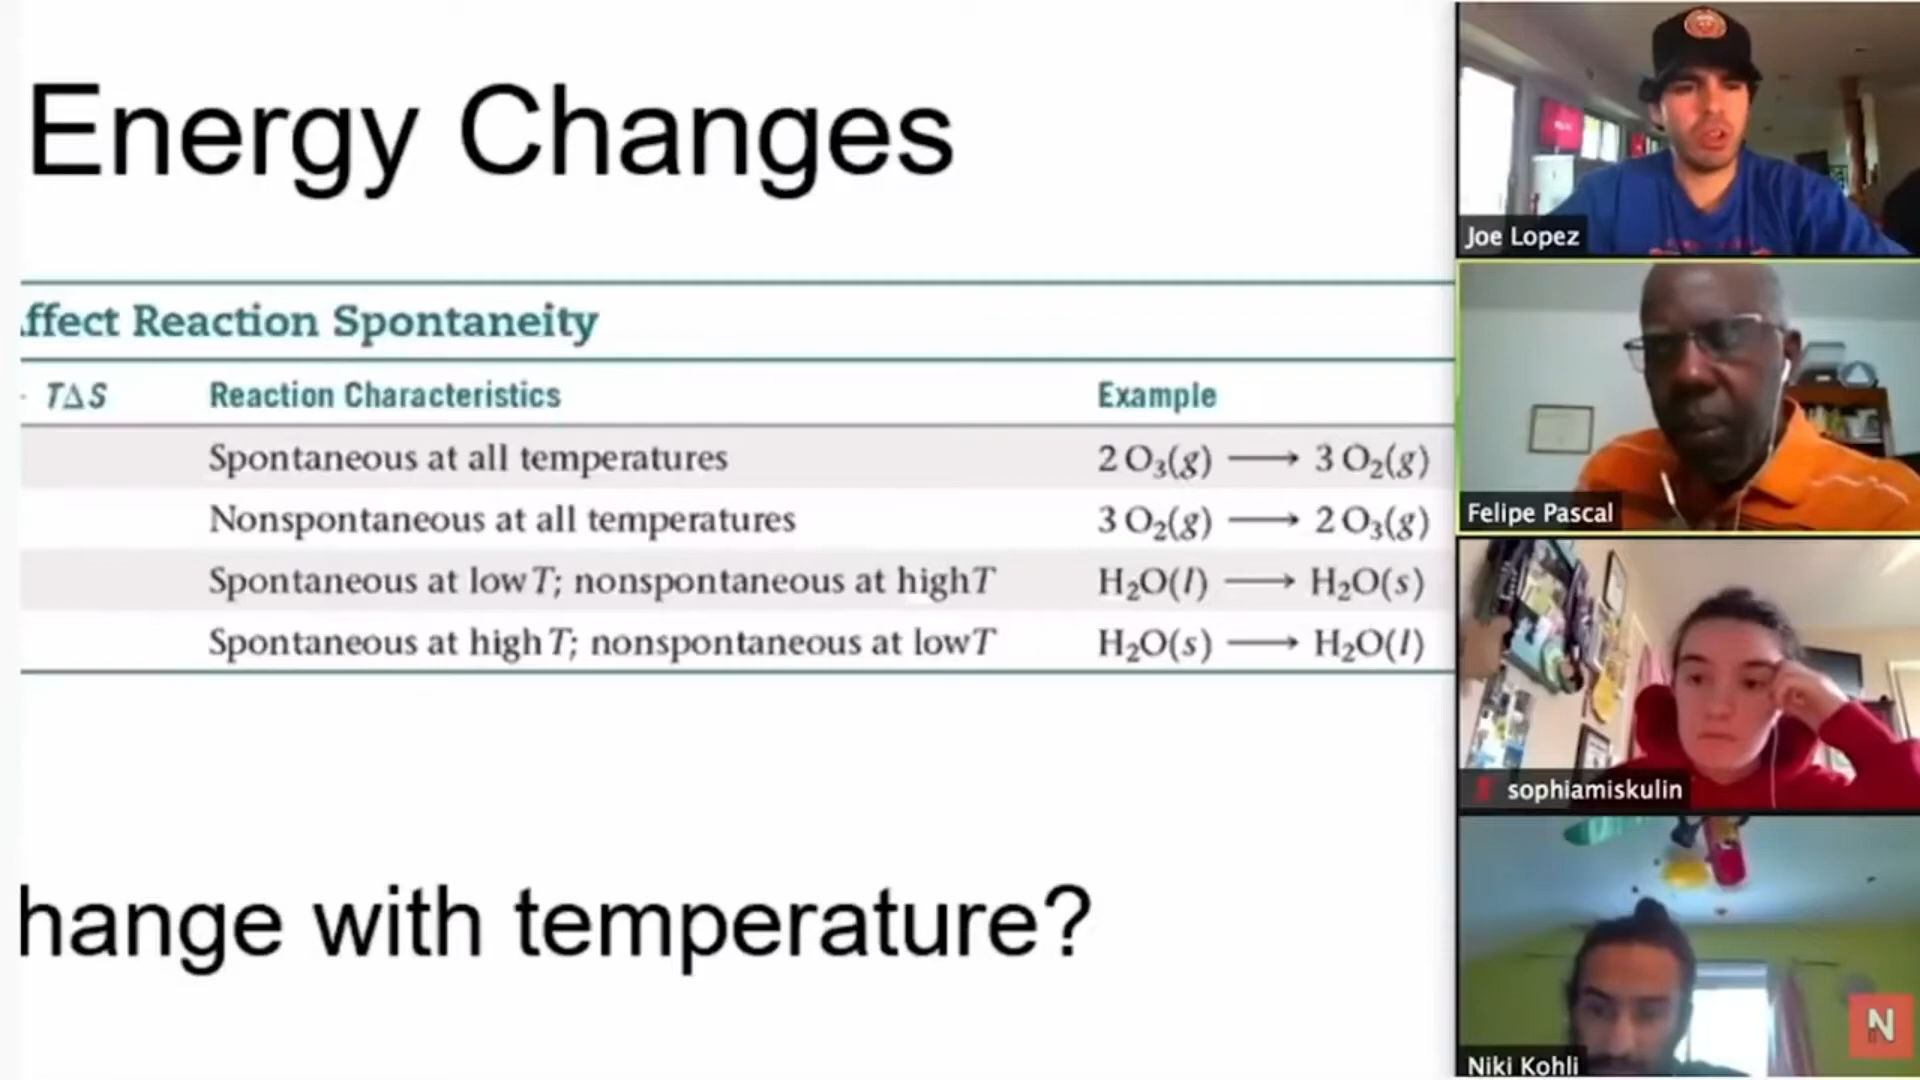 Energy Changes
ffect Reaction Spontaneity
- TΔS Reaction Characteristics Example
Spontaneous at all temperatures 2 O₃(g) ⟶ 3 O₂(g)
Nonspontaneous at all temperatures 3 O₂(g) ⟶ 2 O₃(g)
Spontaneous at low T; nonspontaneous at high T H₂O(l) ⟶ H₂O(s)
Spontaneous at high T; nonspontaneous at low T H₂O(s) ⟶ H₂O(l)
hange with temperature?
Joe Lopez
Felipe Pascal
sophiamiskulin
Niki Kohli
N